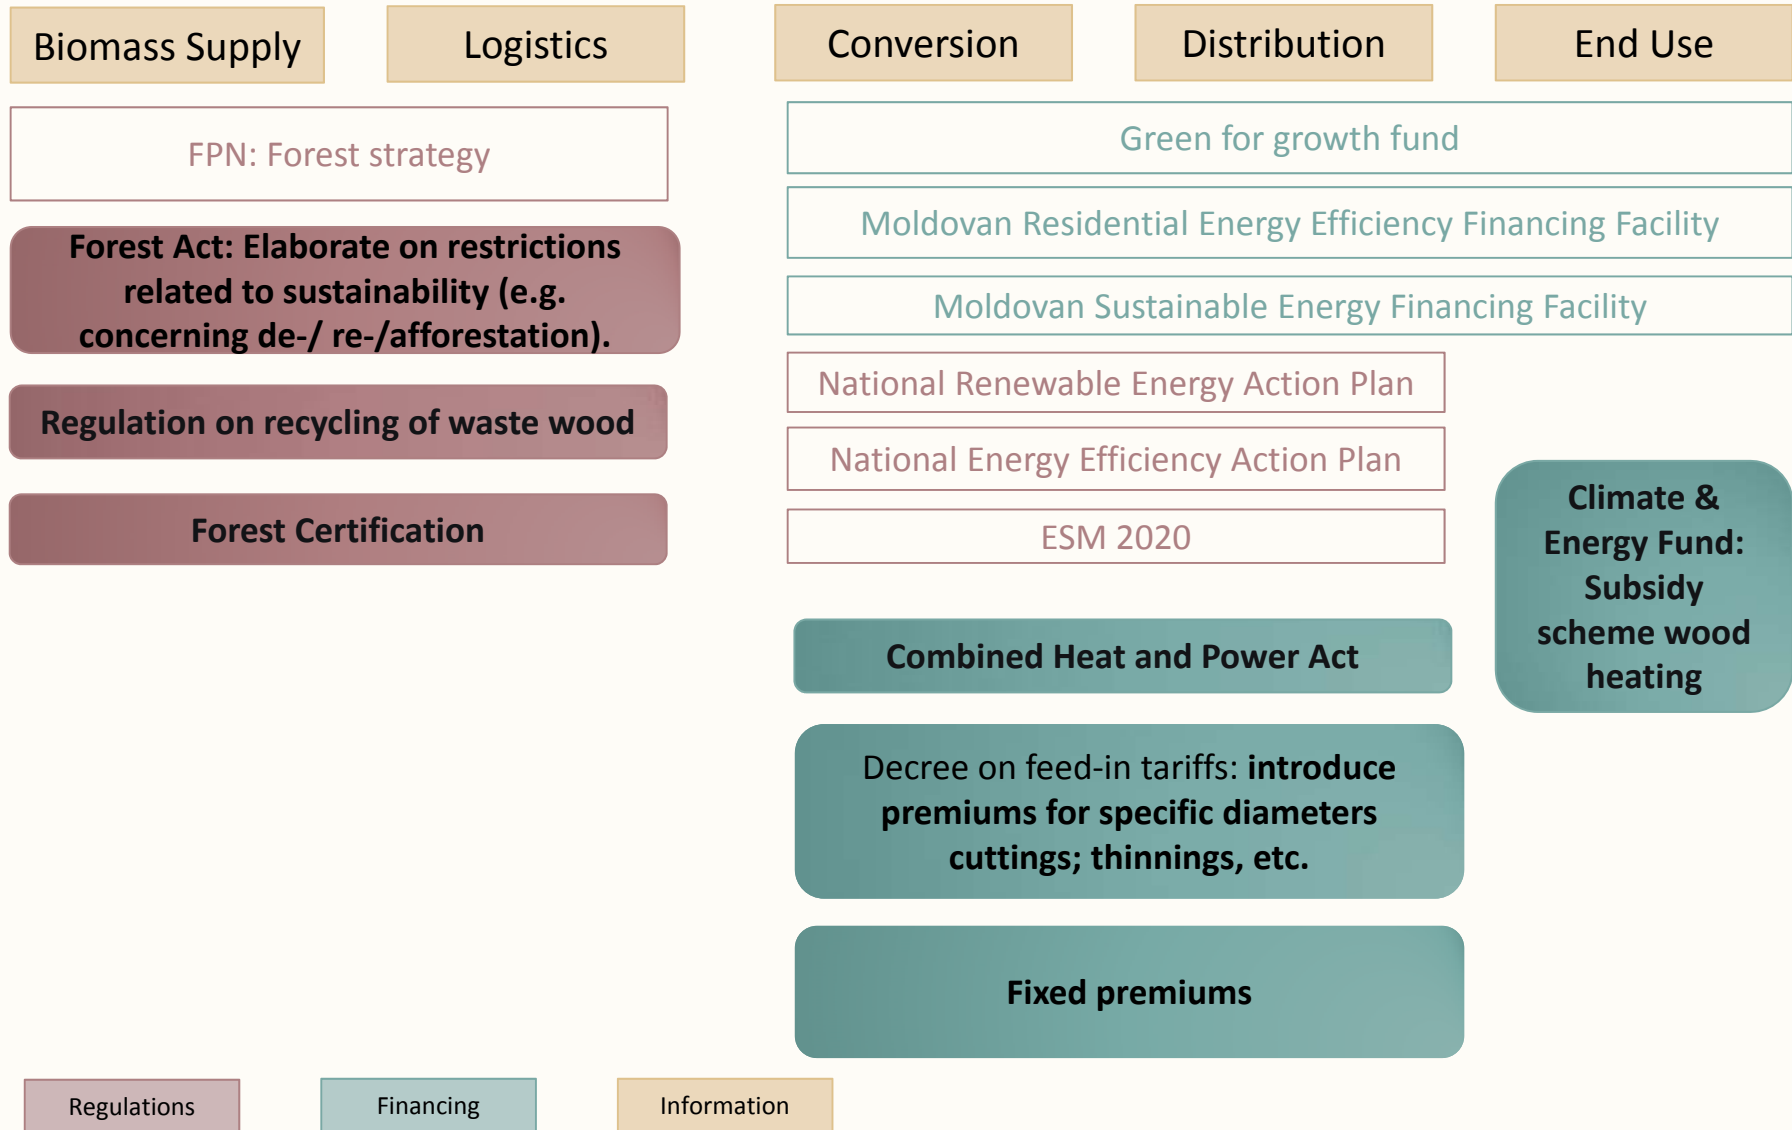 Biomass Supply
Logistics
Conversion
Distribution
End Use
FPN: Forest strategy
Forest Act: Elaborate on restrictions
related to sustainability (e.g.
concerning de-/ re-/afforestation).
Regulation on recycling of waste wood
Forest Certification
Green for growth fund
Moldovan Residential Energy Efficiency Financing Facility
Moldovan Sustainable Energy Financing Facility
National Renewable Energy Action Plan
National Energy Efficiency Action Plan
ESM 2020
Combined Heat and Power Act
Decree on feed-in tariffs: introduce
premiums for specific diameters
cuttings; thinnings, etc.
Fixed premiums
Climate &
Energy Fund:
Subsidy
scheme wood
heating
Regulations
Financing
Information